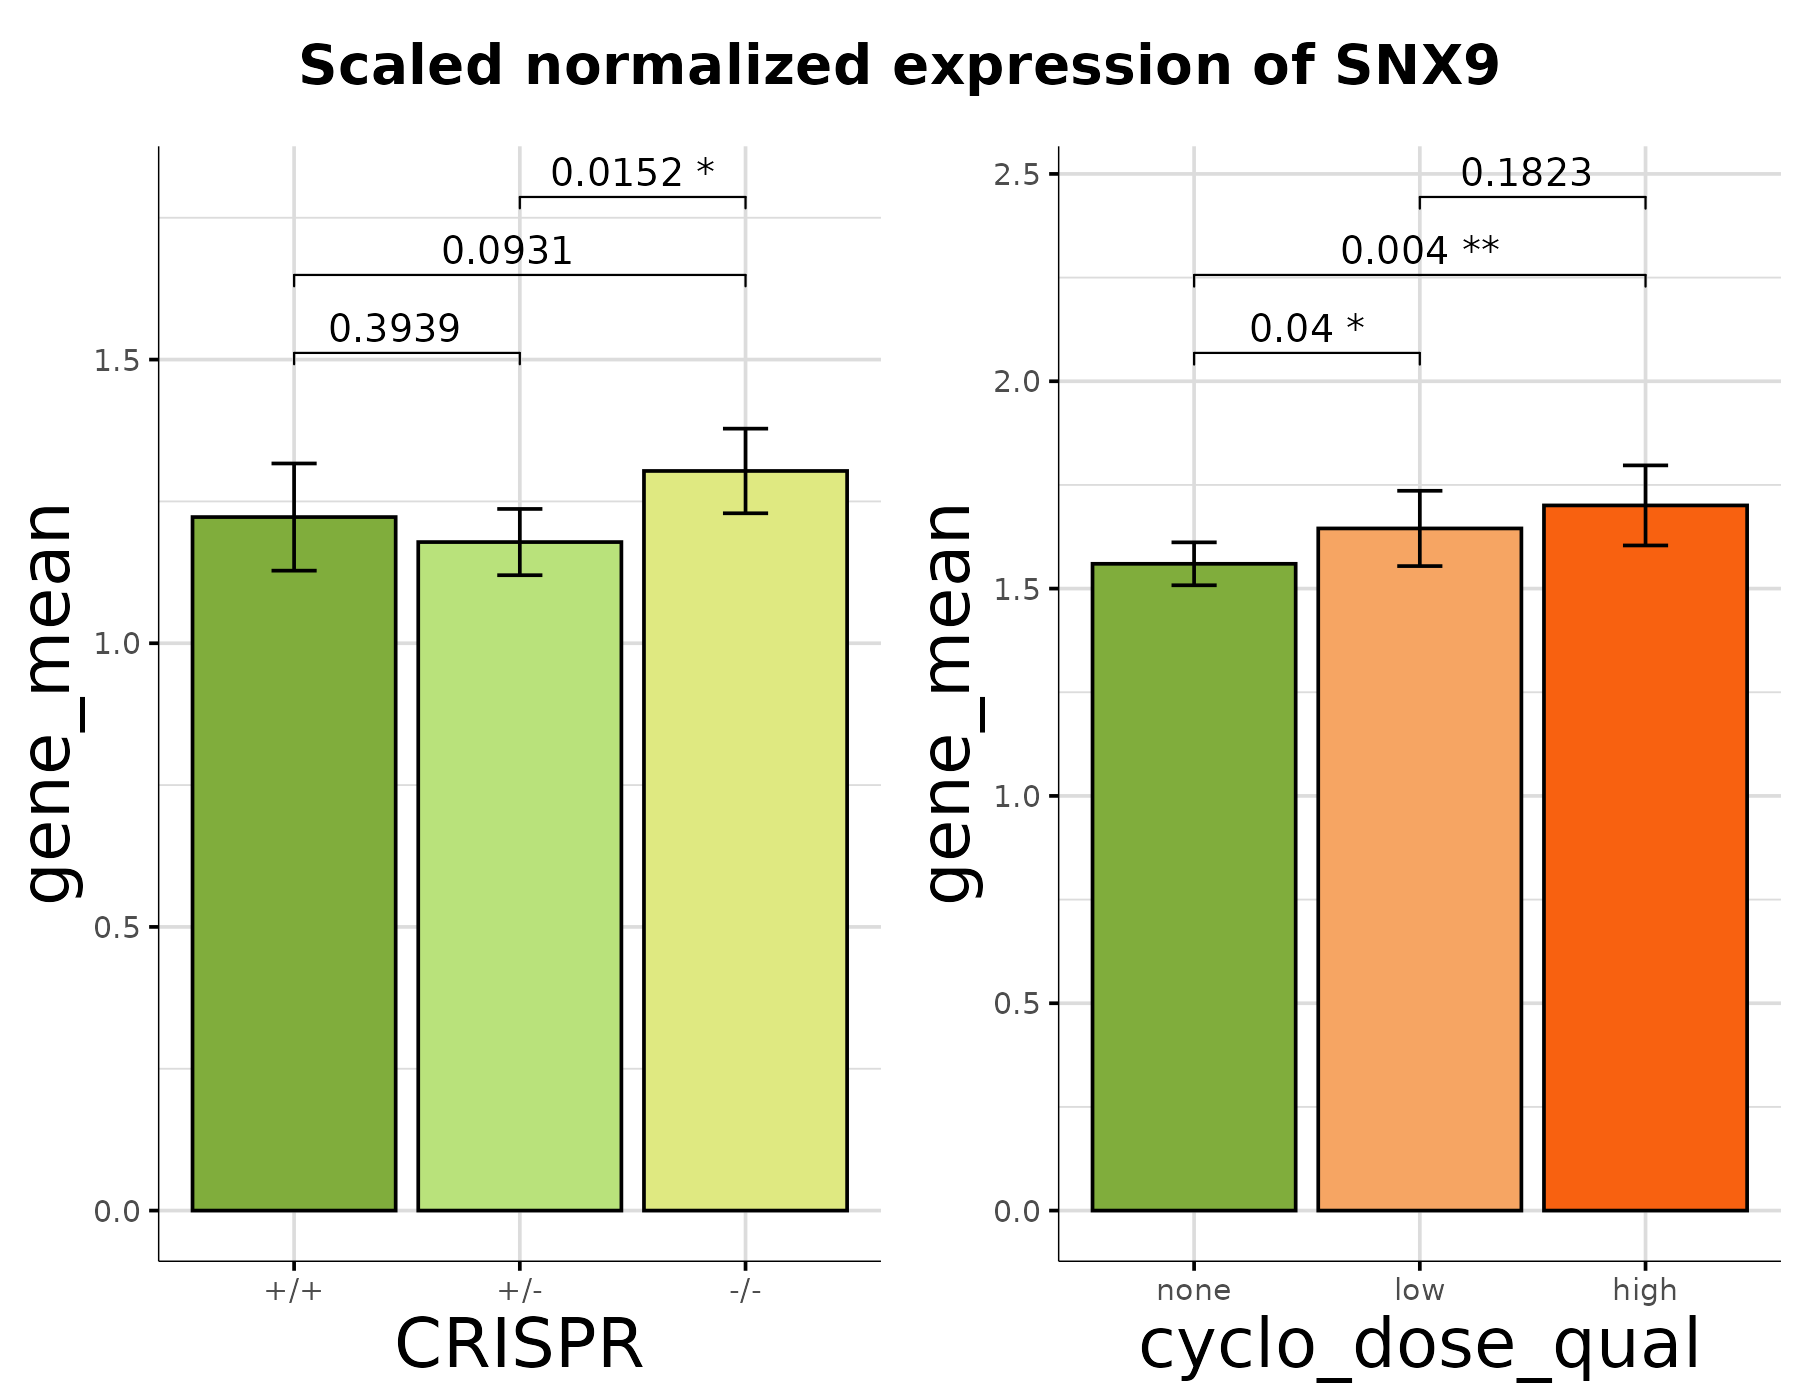 Scaled normalized expression of SNX9
0.0152 *
0.0931
0.3939
1.5
1.0
0.5
0.0
gene_mean
+/+ +/- -/-
CRISPR
0.1823
0.004 **
0.04 *
2.5
2.0
1.5
1.0
0.5
0.0
gene_mean
none low high
cyclo_dose_qual